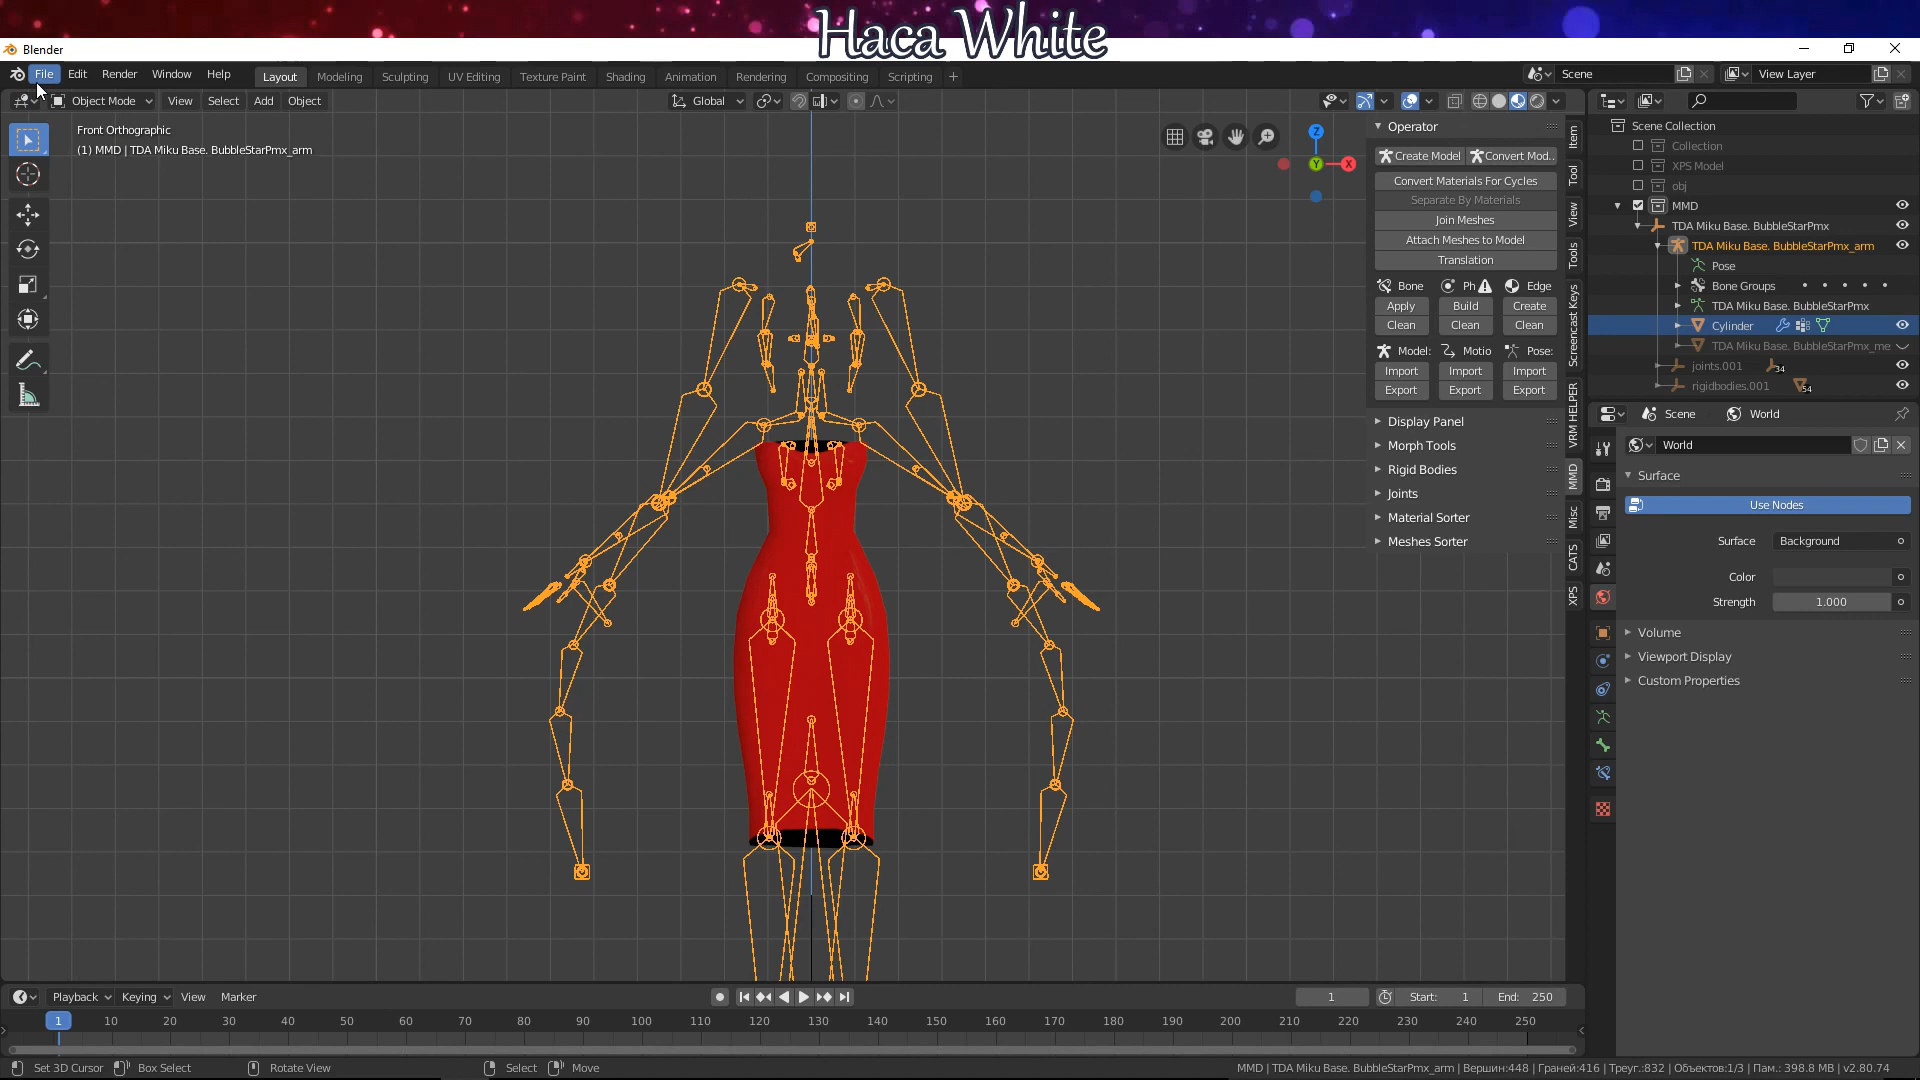 Haca White
Blender
File Edit Render Window Help Layout Modeling Sculpting UV Editing Texture Paint Shading Animation Rendering Compositing Scripting + Scene View Layer
Object Mode View Select Add Object Global
Front Orthographic
(1) MMD | TDA Miku Base. BubbleStarPmx_arm
Z
Y
X
Operator
Create Model Convert Mod..
Convert Materials For Cycles
Separate By Materials
Join Meshes
Attach Meshes to Model
Translation
Bone Ph Edge
Apply Build Create
Clean Clean Clean
Model: Motio Pose:
Import Import Import
Export Export Export
Display Panel
Morph Tools
Rigid Bodies
Joints
Material Sorter
Meshes Sorter
Item
Tool
View
Tools
Screencast Keys
VRM HELPER
MMD
Misc
CATS
XPS
Scene Collection
Collection
XPS Model
obj
MMD
TDA Miku Base. BubbleStarPmx
TDA Miku Base. BubbleStarPmx_arm
Pose
Bone Groups
TDA Miku Base. BubbleStarPmx
Cylinder
TDA Miku Base. BubbleStarPmx_me
joints.001 34
rigidbodies.001 54
Scene World
World
Surface
Use Nodes
Surface Background
Color
Strength 1.000
Volume
Viewport Display
Custom Properties
Playback Keying View Marker 1 Start: 1 End: 250
1 10 20 30 40 50 60 70 80 90 100 110 120 130 140 150 160 170 180 190 200 210 220 230 240 250
Set 3D Cursor Box Select Rotate View Select Move MMD | TDA Miku Base. BubbleStarPmx_arm | Вершин:448 | Граней:416 | Треуг.:832 | Объектов:1/3 | Пам.: 398.8 MB | v2.80.74